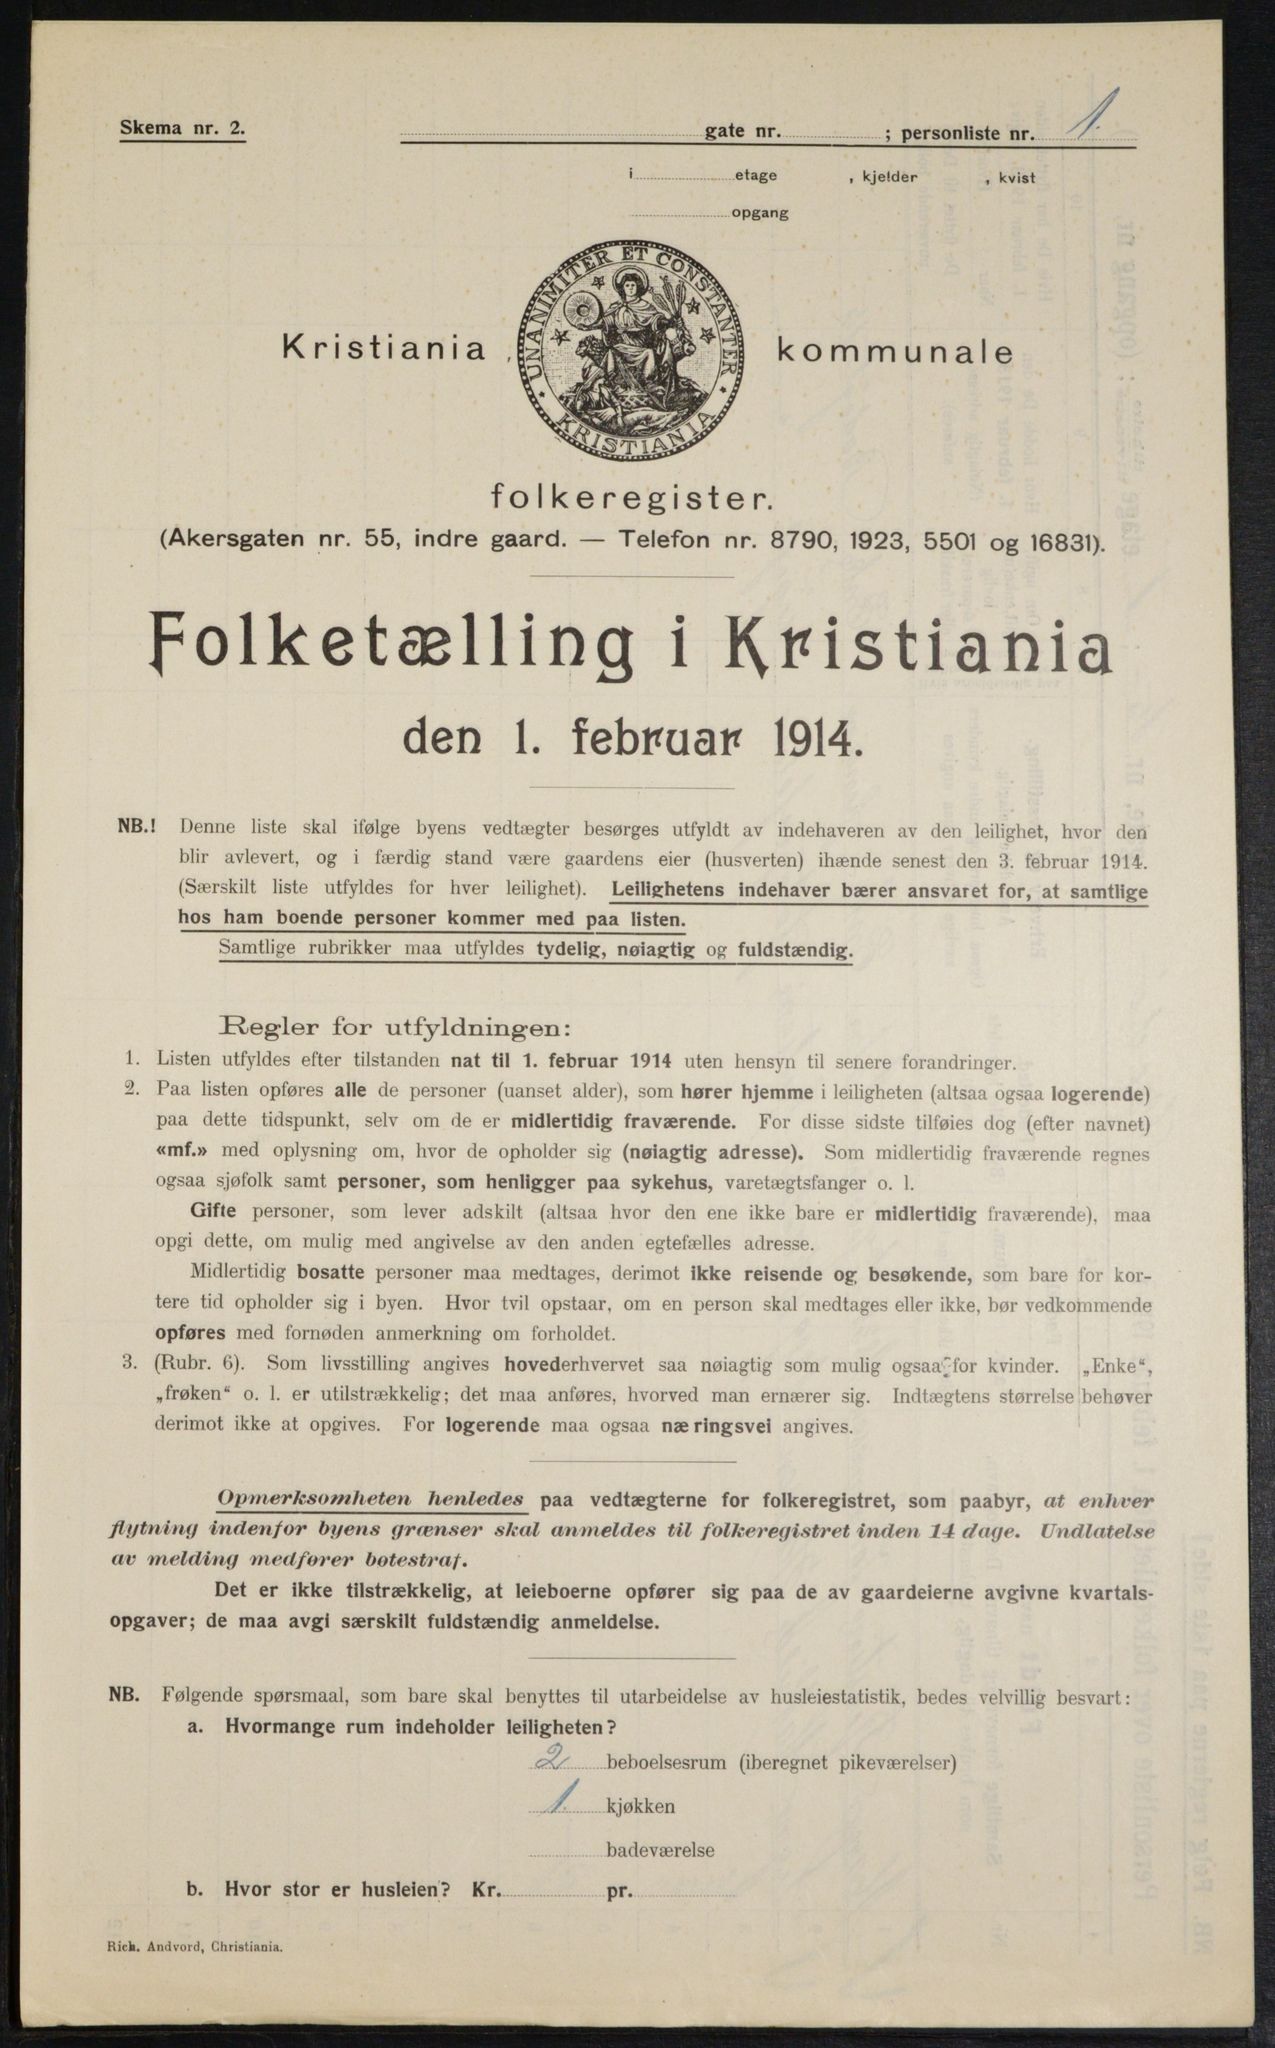 Skema nr. 2.
gate nr. ; personliste nr. 1.
i etage , kjelder , kvist
opgang
UNANIMITER ET CONSTANTER
KRISTIANIA
Kristiania kommunale
folkeregister.
(Akersgaten nr. 55, indre gaard. — Telefon nr. 8790, 1923, 5501 og 16831).
Folketælling i Kristiania
den 1. februar 1914.
NB.! Denne liste skal ifølge byens vedtægter besørges utfyldt av indehaveren av den leilighet, hvor den
blir avlevert, og i færdig stand være gaardens eier (husverten) ihænde senest den 3. februar 1914.
(Særskilt liste utfyldes for hver leilighet). Leilighetens indehaver bærer ansvaret for, at samtlige
hos ham boende personer kommer med paa listen.
Samtlige rubrikker maa utfyldes tydelig, nøiagtig og fuldstændig.
Regler for utfyldningen:
1. Listen utfyldes efter tilstanden nat til 1. februar 1914 uten hensyn til senere forandringer.
2. Paa listen opføres alle de personer (uanset alder), som hører hjemme i leiligheten (altsaa ogsaa logerende)
paa dette tidspunkt, selv om de er midlertidig fraværende. For disse sidste tilføies dog (efter navnet)
«mf.» med oplysning om, hvor de opholder sig (nøiagtig adresse). Som midlertidig fraværende regnes
ogsaa sjøfolk samt personer, som henligger paa sykehus, varetægtsfanger o. l.
Gifte personer, som lever adskilt (altsaa hvor den ene ikke bare er midlertidig fraværende), maa
opgi dette, om mulig med angivelse av den anden egtefælles adresse.
Midlertidig bosatte personer maa medtages, derimot ikke reisende og besøkende, som bare for kor-
tere tid opholder sig i byen. Hvor tvil opstaar, om en person skal medtages eller ikke, bør vedkommende
opføres med fornøden anmerkning om forholdet.
3. (Rubr. 6). Som livsstilling angives hovederhvervet saa nøiagtig som mulig ogsaa for kvinder. „Enke“,
„frøken“ o. l. er utilstrækkelig; det maa anføres, hvorved man ernærer sig. Indtægtens størrelse behøver
derimot ikke at opgives. For logerende maa ogsaa næringsvei angives.
Opmerksomheten henledes paa vedtægterne for folkeregistret, som paabyr, at enhver
flytning indenfor byens grænser skal anmeldes til folkeregistret inden 14 dage. Undlatelse
av melding medfører bøtestraf.
Det er ikke tilstrækkelig, at leieboerne opfører sig paa de av gaardeierne avgivne kvartals-
opgaver; de maa avgi særskilt fuldstændig anmeldelse.
NB. Følgende spørsmaal, som bare skal benyttes til utarbeidelse av husleiestatistik, bedes velvillig besvart:
a. Hvormange rum indeholder leiligheten?
2 beboelsesrum (iberegnet pikeværelser)
1. kjøkken
badeværelse
b. Hvor stor er husleien? Kr. pr.
Rich. Andvord, Christiania.